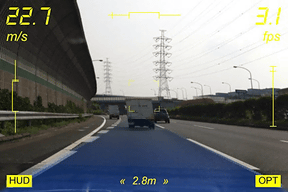 22.7
3.1
m/s
fps
HUD
« 2.8m »
OPT